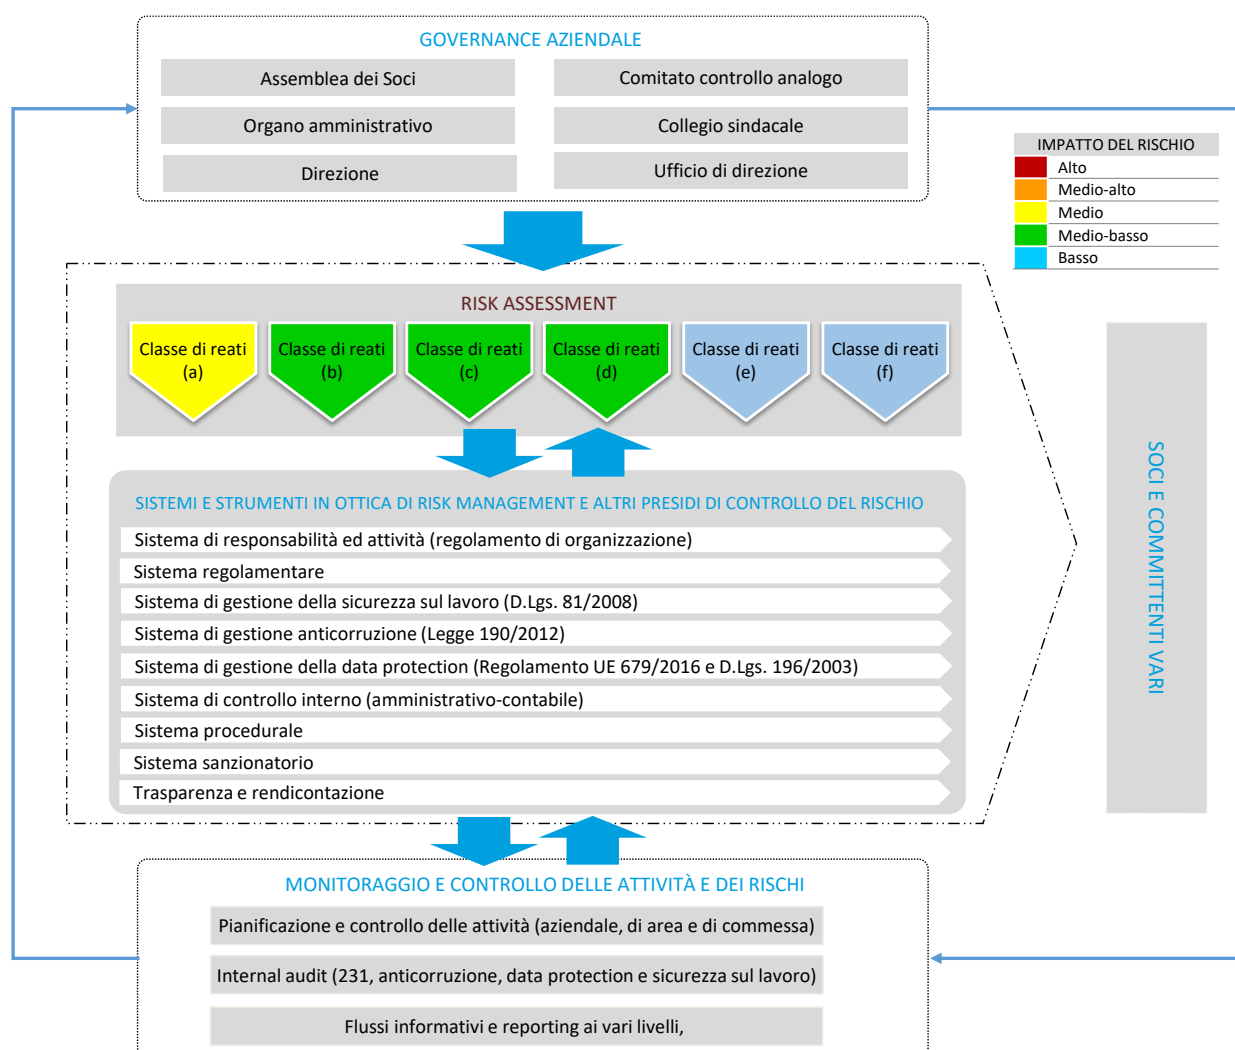 GOVERNANCE AZIENDALE
Assemblea dei Soci
Comitato controllo analogo
Organo amministrativo
Collegio sindacale
Direzione
Ufficio di direzione
IMPATTO DEL RISCHIO
Alto
Medio-alto
Medio
Medio-basso
Basso
RISK ASSESSMENT
Classe di reati
(a)
Classe di reati
(b)
Classe di reati
(c)
Classe di reati
(d)
Classe di reati
(e)
Classe di reati
(f)
SISTEMI E STRUMENTI IN OTTICA DI RISK MANAGEMENT E ALTRI PRESIDI DI CONTROLLO DEL RISCHIO
Sistema di responsabilità ed attività (regolamento di organizzazione)
Sistema regolamentare
Sistema di gestione della sicurezza sul lavoro (D.Lgs. 81/2008)
Sistema di gestione anticorruzione (Legge 190/2012)
Sistema di gestione della data protection (Regolamento UE 679/2016 e D.Lgs. 196/2003)
Sistema di controllo interno (amministrativo-contabile)
Sistema procedurale
Sistema sanzionatorio
Trasparenza e rendicontazione
SOCI E COMMITTENTI VARI
MONITORAGGIO E CONTROLLO DELLE ATTIVITÀ E DEI RISCHI
Pianificazione e controllo delle attività (aziendale, di area e di commessa)
Internal audit (231, anticorruzione, data protection e sicurezza sul lavoro)
Flussi informativi e reporting ai vari livelli,